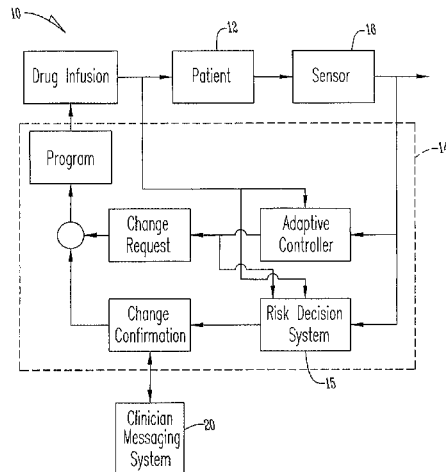 10
12
16
Drug Infusion
Patient
Sensor
14
Program
Change
Request
Adaptive
Controller
Change
Confirmation
Risk Decision
System
15
Clinician
Messaging
System
20